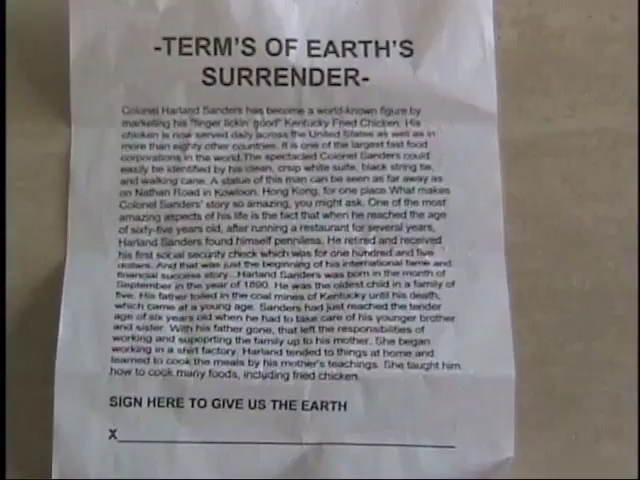 -TERM'S OF EARTH'S
SURRENDER-
Colonel Harland Sanders has become a world-known figure by
marketing his "finger lickin' good" Kentucky Fried Chicken. His
chicken is now served daily across the United States as well as in
more than eighty other countries. It is one of the largest fast food
corporations in the world.The spectacled Colonel Sanders could
easily be identified by his clean, crisp white suite, black string tie,
and walking cane. A statue of this man can be seen as far away as
on Nathan Road in Kowloon, Hong Kong, for one place.What makes
Colonel Sanders' story so amazing, you might ask. One of the most
amazing aspects of his life is the fact that when he reached the age
of sixty-five years old, after running a restaurant for several years,
Harland Sanders found himself penniless. He retired and received
his first social security check which was for one hundred and five
dollars. And that was just the beginning of his international fame and
financial success story...Harland Sanders was born in the month of
September in the year of 1890. He was the oldest child in a family of
five. His father toiled in the coal mines of Kentucky until his death,
which came at a young age. Sanders had just reached the tender
age of six years old when he had to take care of his younger brother
and sister. With his father gone, that left the responsibilities of
working and supporting the family up to his mother. She began
working in a shirt factory. Harland tended to things at home and
learned to cook the meals by his mother's teachings. She taught him
how to cook many foods, including fried chicken.
SIGN HERE TO GIVE US THE EARTH
X